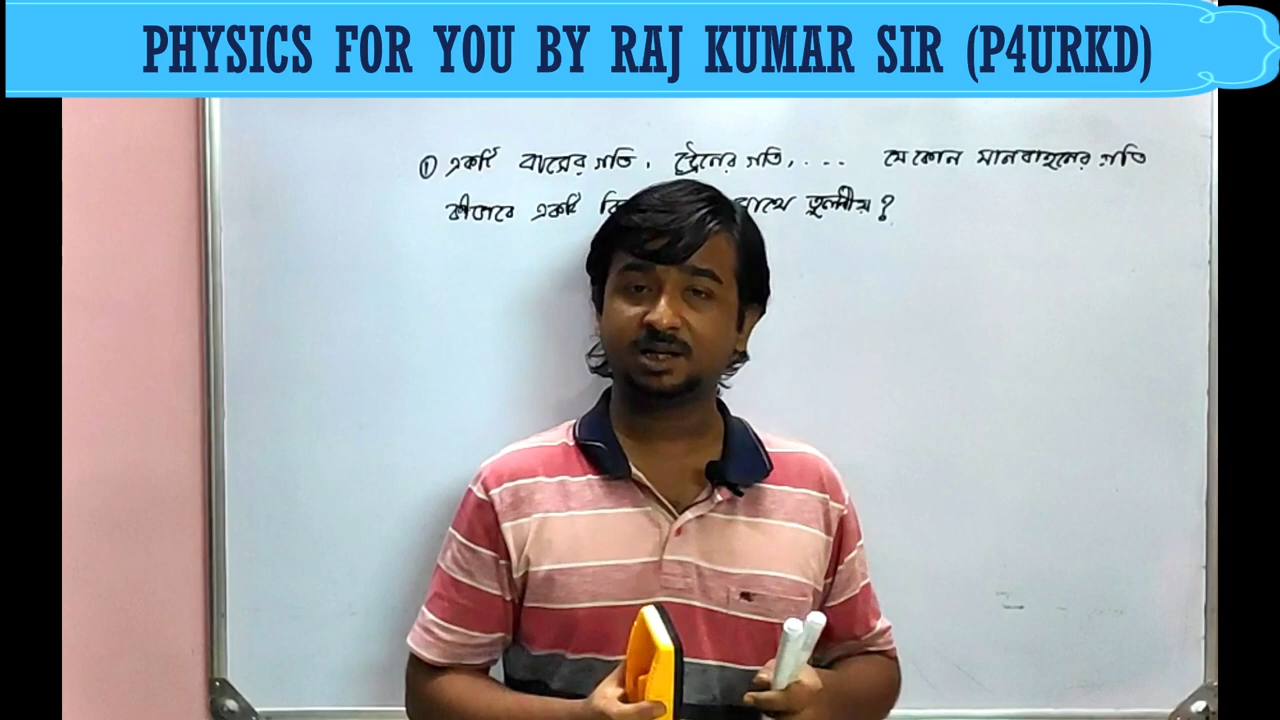 PHYSICS FOR YOU BY RAJ KUMAR SIR (P4URKD)
① একটি বাসের গতি, ট্রেনের গতি, ... যে কোন যানবাহনের গতি
কীভাবে একটি সাথে তুলনীয় ?